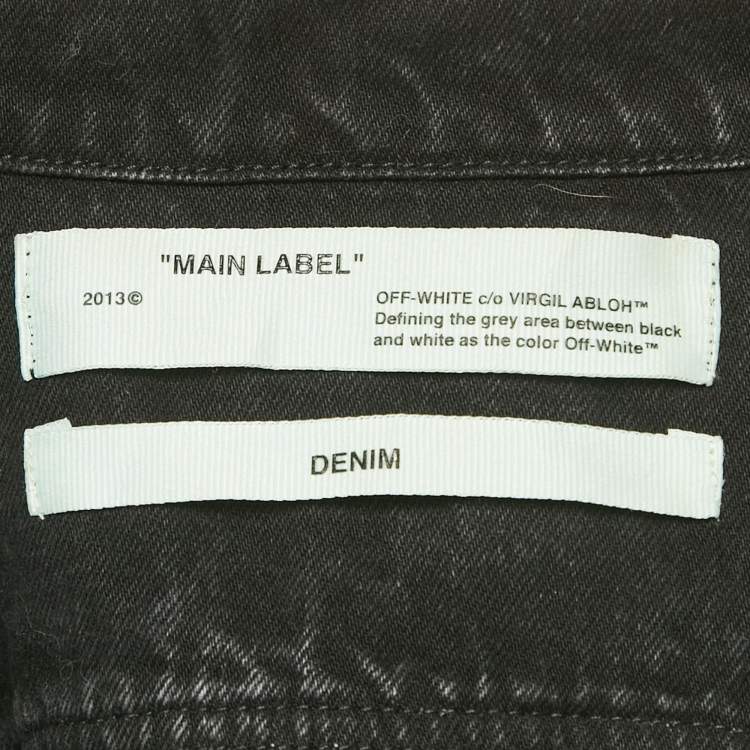 "MAIN LABEL"
2013©
OFF-WHITE c/o VIRGIL ABLOH™
Defining the grey area between black
and white as the color Off-White™
DENIM